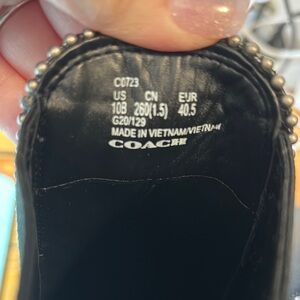 C0723
US CN EUR
10B 260(1.5) 40.5
G20/129
MADE IN VIETNAM/VIETNAM
COACH